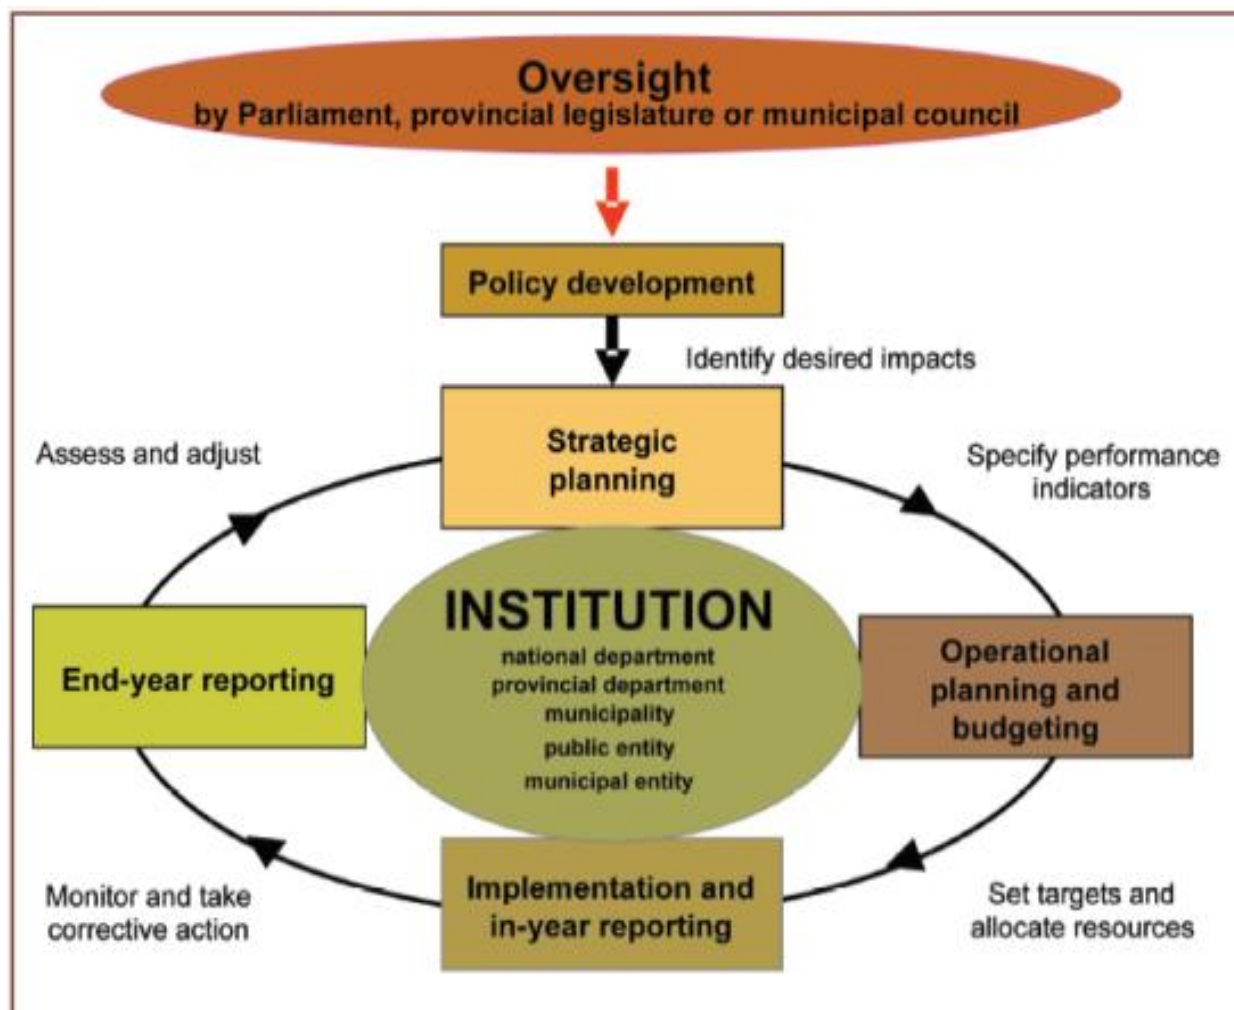 Oversight
by Parliament, provincial legislature or municipal council
Policy development
Identify desired impacts
Strategic
planning
Assess and adjust
Specify performance
indicators
INSTITUTION
national department
provincial department
municipality
public entity
municipal entity
End-year reporting
Operational
planning and
budgeting
Implementation and
in-year reporting
Monitor and take
corrective action
Set targets and
allocate resources